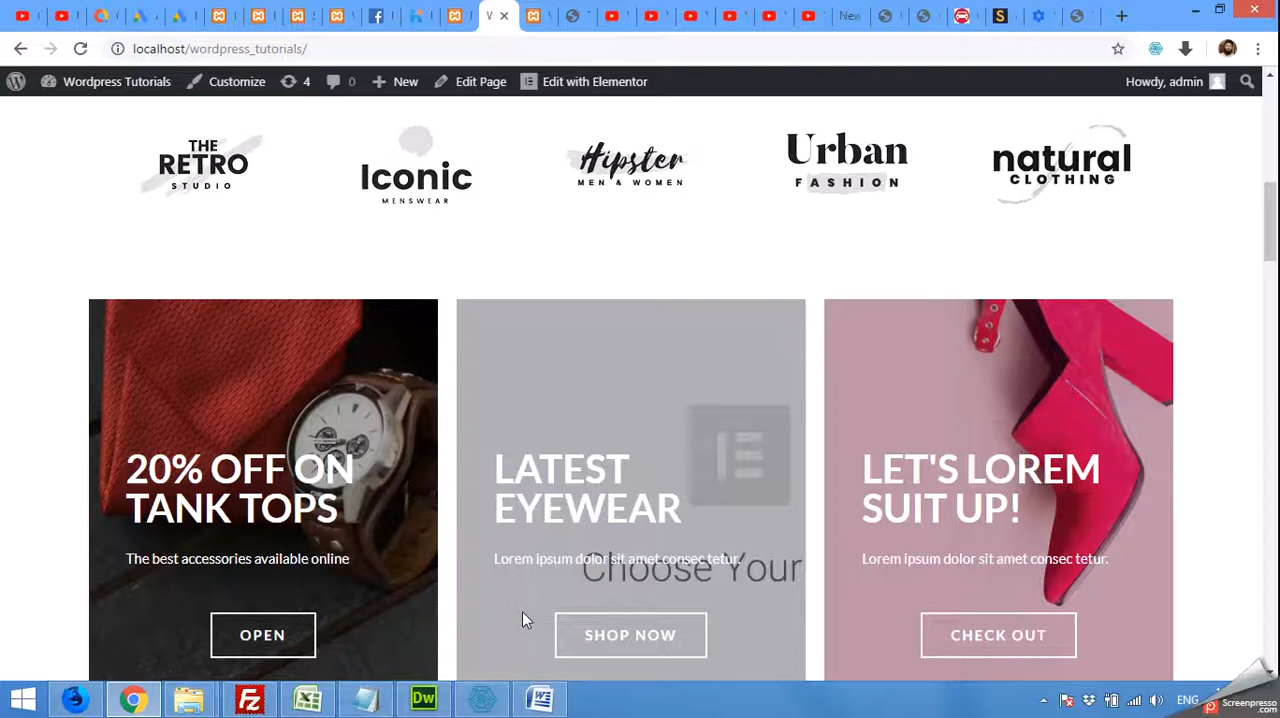 New
localhost/wordpress_tutorials/
Wordpress Tutorials Customize 4 0 New Edit Page Edit with Elementor Howdy, admin
THE
RETRO
STUDIO
Iconic
MENSWEAR
Hipster
MEN & WOMEN
Urban
FASHION
natural
CLOTHING
20% OFF ON
TANK TOPS
The best accessories available online
OPEN
LATEST
EYEWEAR
Lorem ipsum dolor sit amet consec tetur.
Choose Your
SHOP NOW
LET'S LOREM
SUIT UP!
Lorem ipsum dolor sit amet consec tetur.
CHECK OUT
ENG
Screenpresso
.com